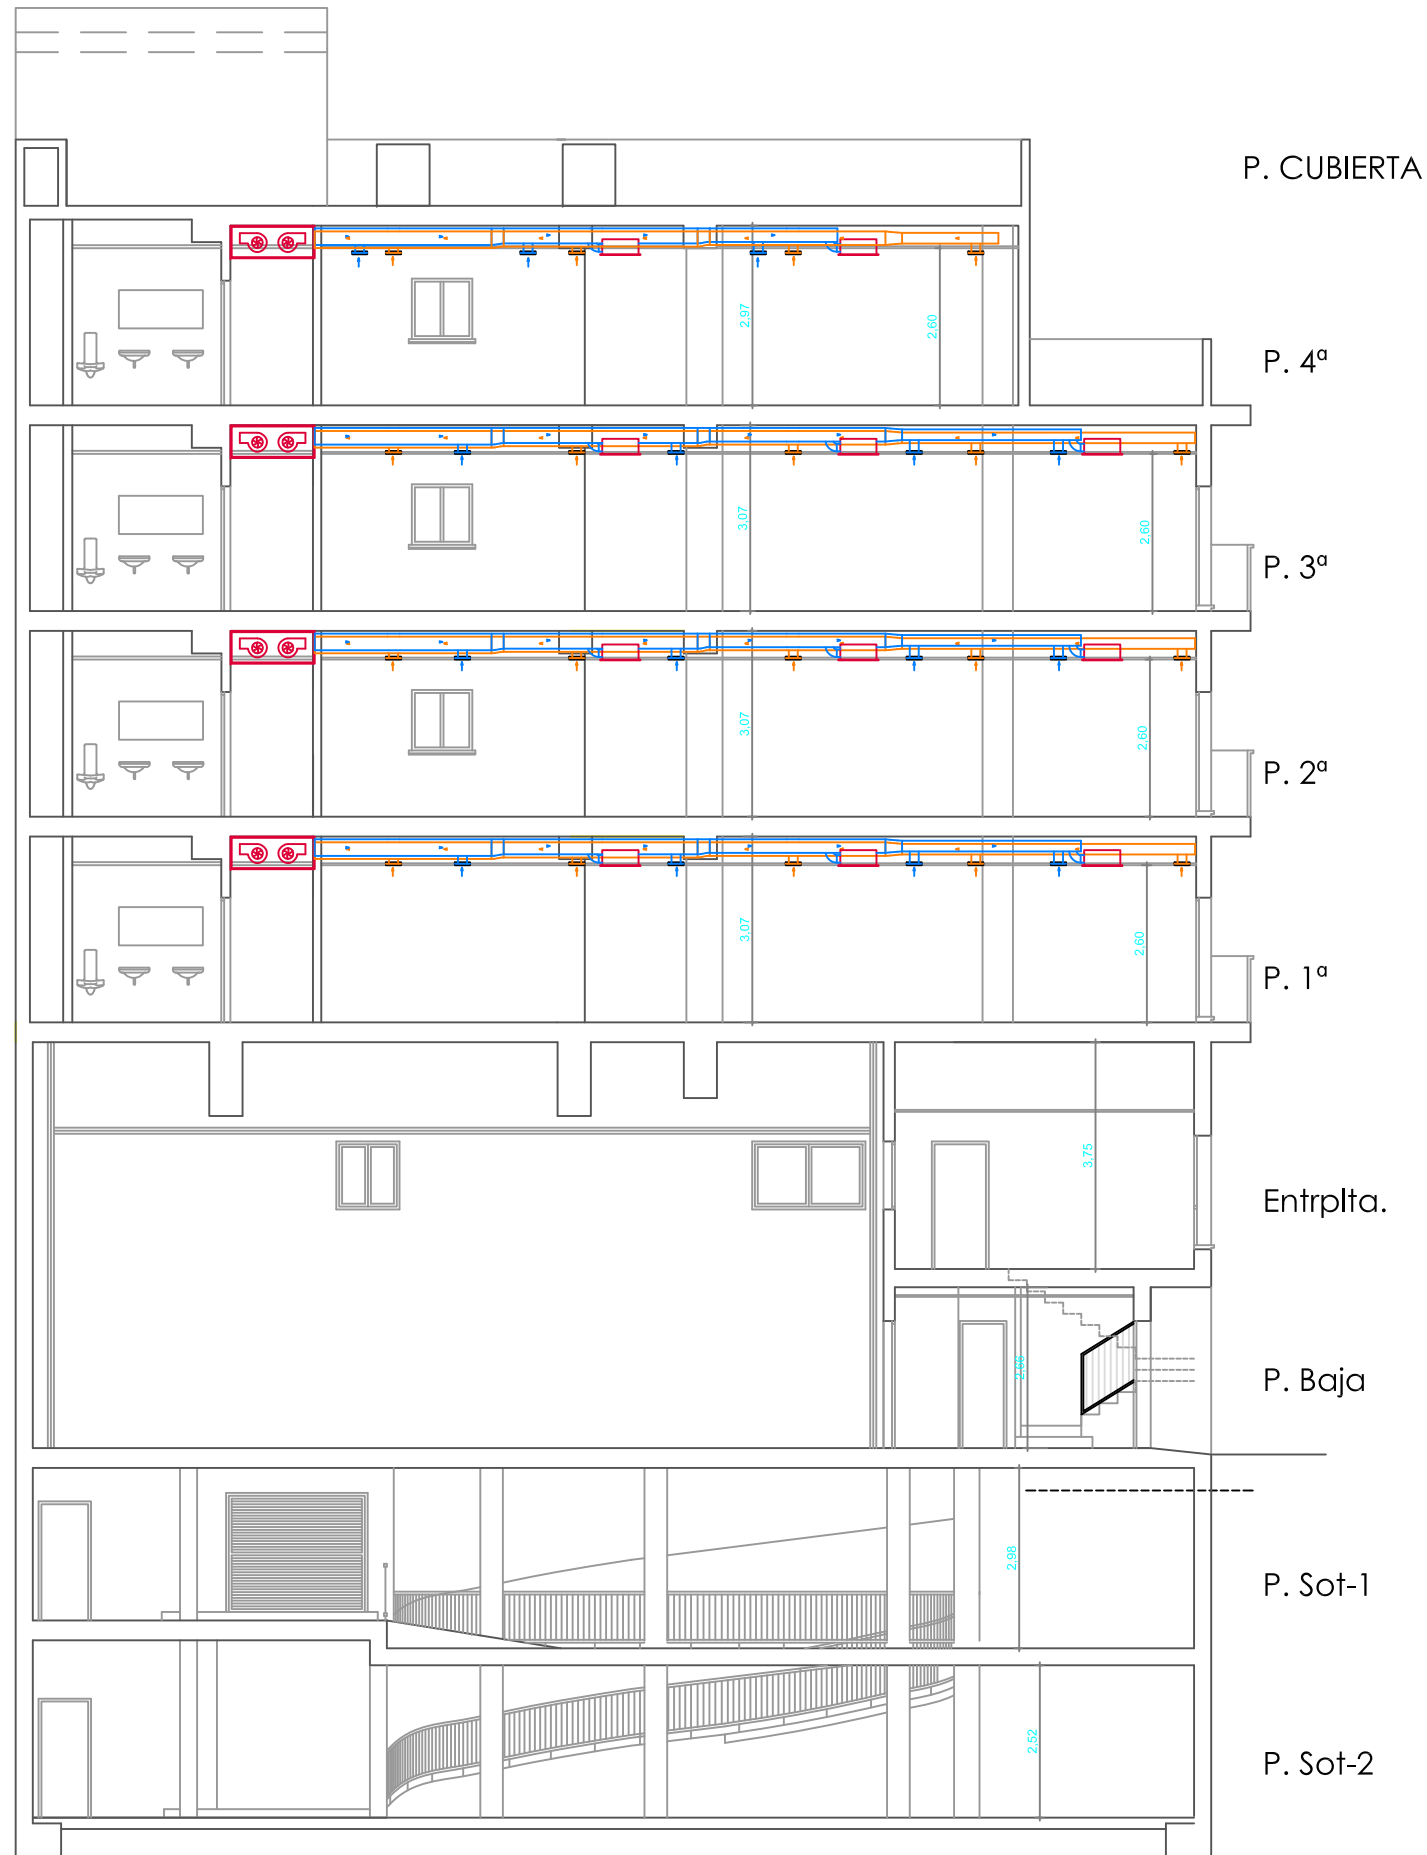 P. CUBIERTA
2,97
2,60
P. 4ª
3,07
2,60
P. 3ª
3,07
2,60
P. 2ª
3,07
2,60
P. 1ª
3,75
Entrplta.
P. Baja
2,98
P. Sot-1
2,52
P. Sot-2